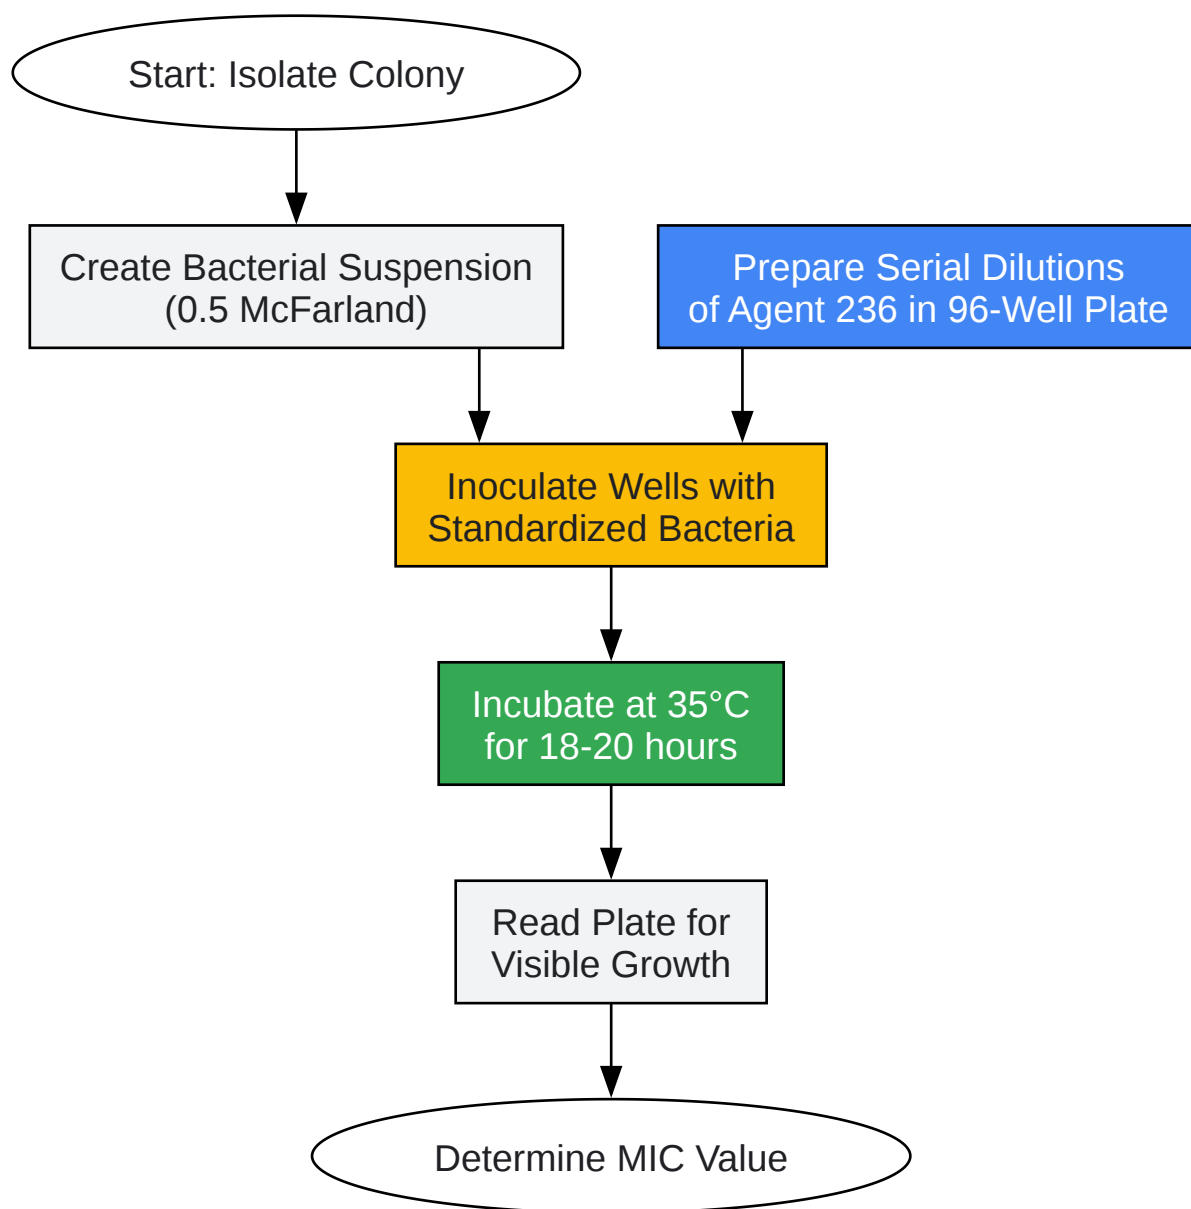 Start: Isolate Colony
Create Bacterial Suspension
(0.5 McFarland)
Prepare Serial Dilutions
of Agent 236 in 96-Well Plate
Inoculate Wells with
Standardized Bacteria
Incubate at 35°C
for 18-20 hours
Read Plate for
Visible Growth
Determine MIC Value